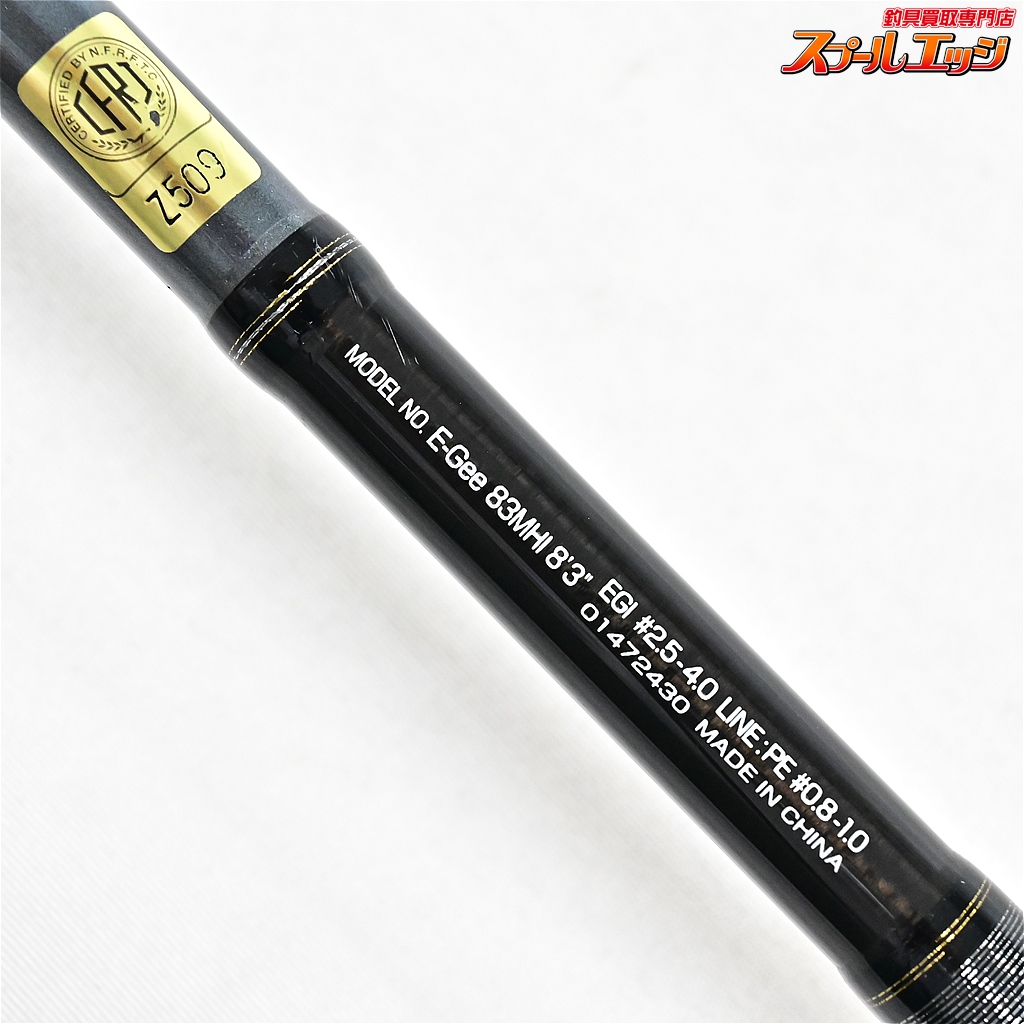 釣具買取専門店
スプールエッジ
CERTIFIED BY N.F.R.F.T.C
Z509
MODEL NO. E-Gee 83MHI 8'3" EGI #2.5-4.0 LINE:PE #0.8-1.0
01472430 MADE IN CHINA